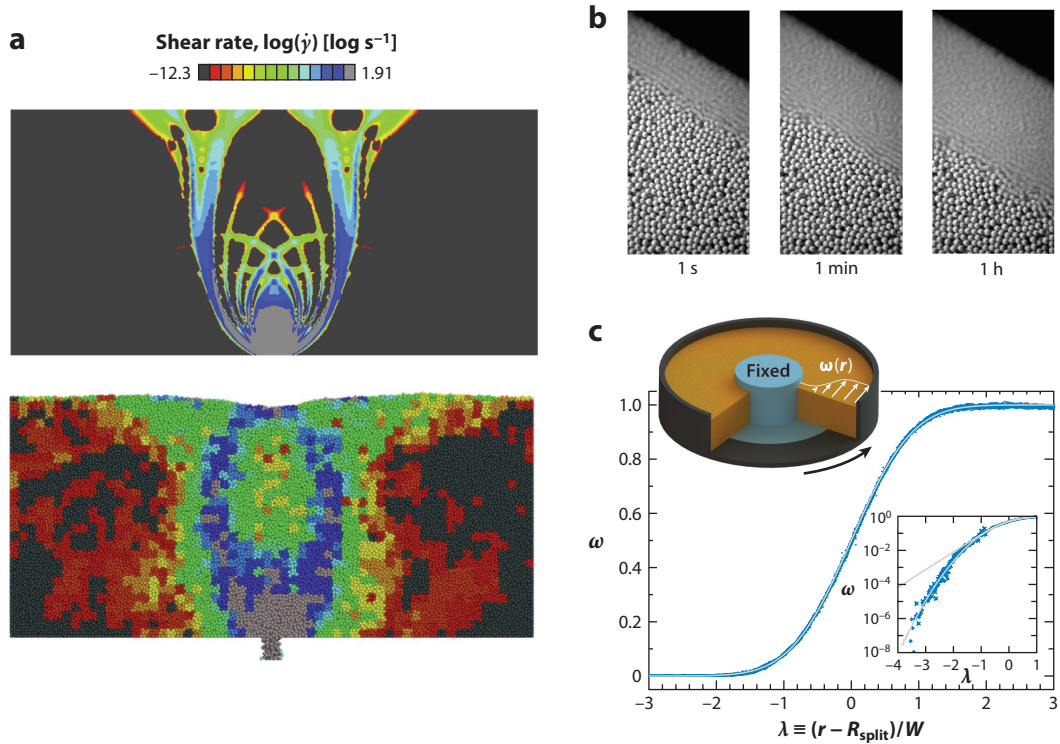 a
Shear rate, log(γ̇) [log s⁻¹]
−12.3 1.91
b
1 s 1 min 1 h
c
Fixed
ω(r)
1.0
0.8
0.6
0.4
0.2
0
ω
−3 −2 −1 0 1 2 3
λ ≡ (r − R_split)/W
10⁰
10⁻²
10⁻⁴
10⁻⁶
10⁻⁸
ω
−4 −3 −2 −1 0 1
λ